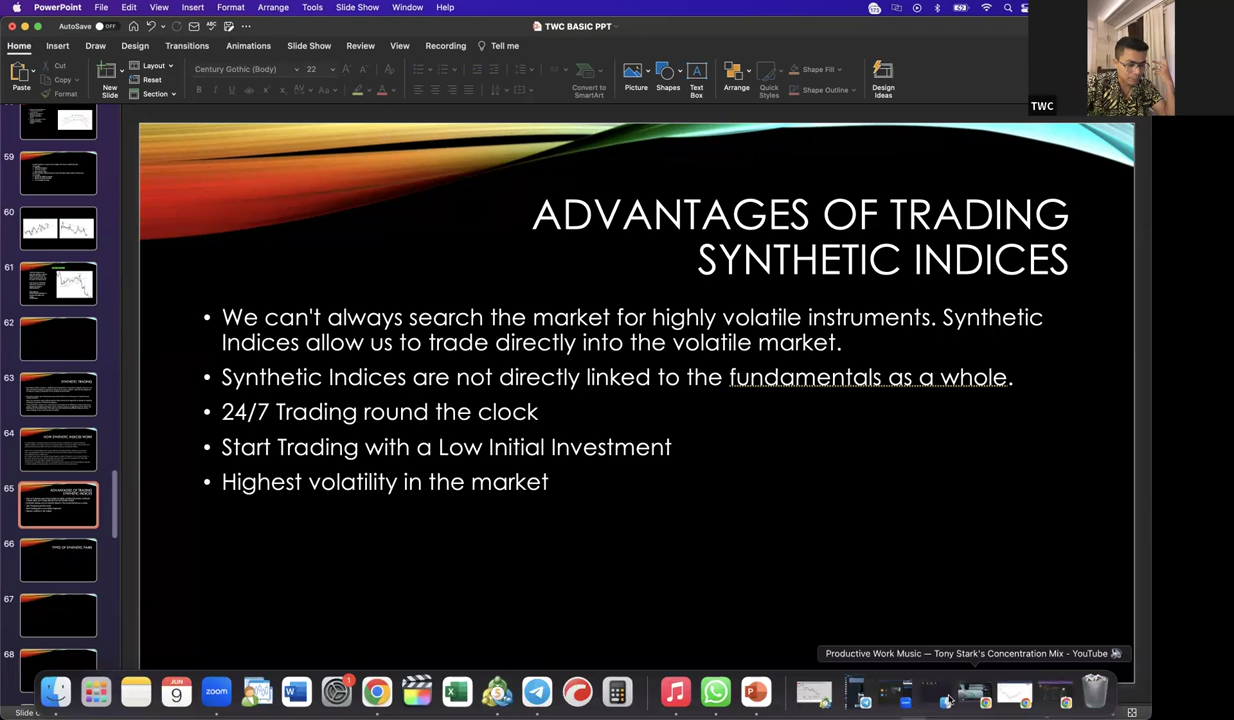 PowerPoint File Edit View Insert Format Arrange Tools Slide Show Window Help
AutoSave OFF
TWC BASIC PPT
Home Insert Draw Design Transitions Animations Slide Show Review View Recording Tell me
Paste
Cut
Copy
Format
New Slide
Layout
Reset
Section
Century Gothic (Body) 22
Convert to SmartArt
Picture
Shapes
Text Box
Arrange
Quick Styles
Shape Fill
Shape Outline
Design Ideas
TWC
59
60
61
62
63
64
65
66
67
68
ADVANTAGES OF TRADING
SYNTHETIC INDICES
• We can't always search the market for highly volatile instruments. Synthetic
Indices allow us to trade directly into the volatile market.
• Synthetic Indices are not directly linked to the fundamentals as a whole.
• 24/7 Trading round the clock
• Start Trading with a Low Initial Investment
• Highest volatility in the market
Productive Work Music — Tony Stark's Concentration Mix - YouTube
JUN
9
zoom
1